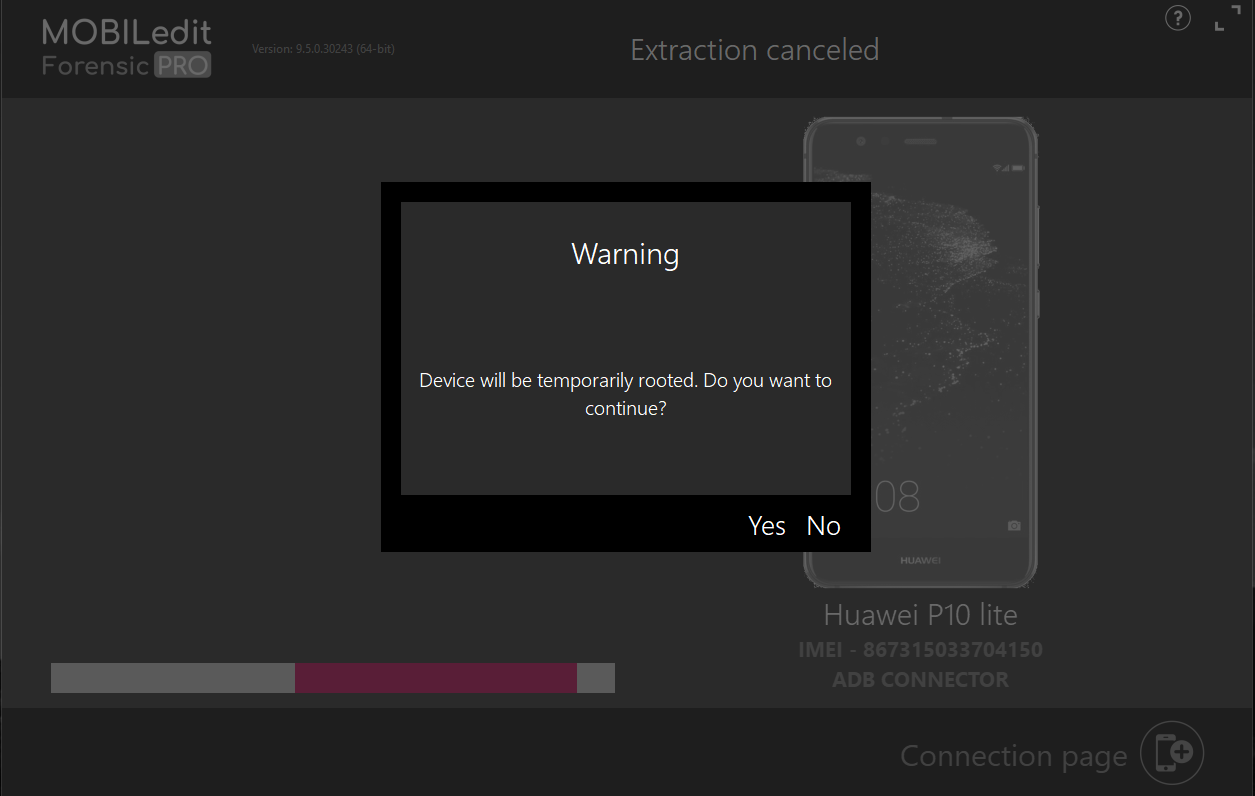 MOBILedit
Forensic PRO
Version: 9.5.0.30243 (64-bit)
Extraction canceled
?
Warning
Device will be temporarily rooted. Do you want to
continue?
Yes No
08
HUAWEI
Huawei P10 lite
IMEI - 867315033704150
ADB CONNECTOR
Connection page